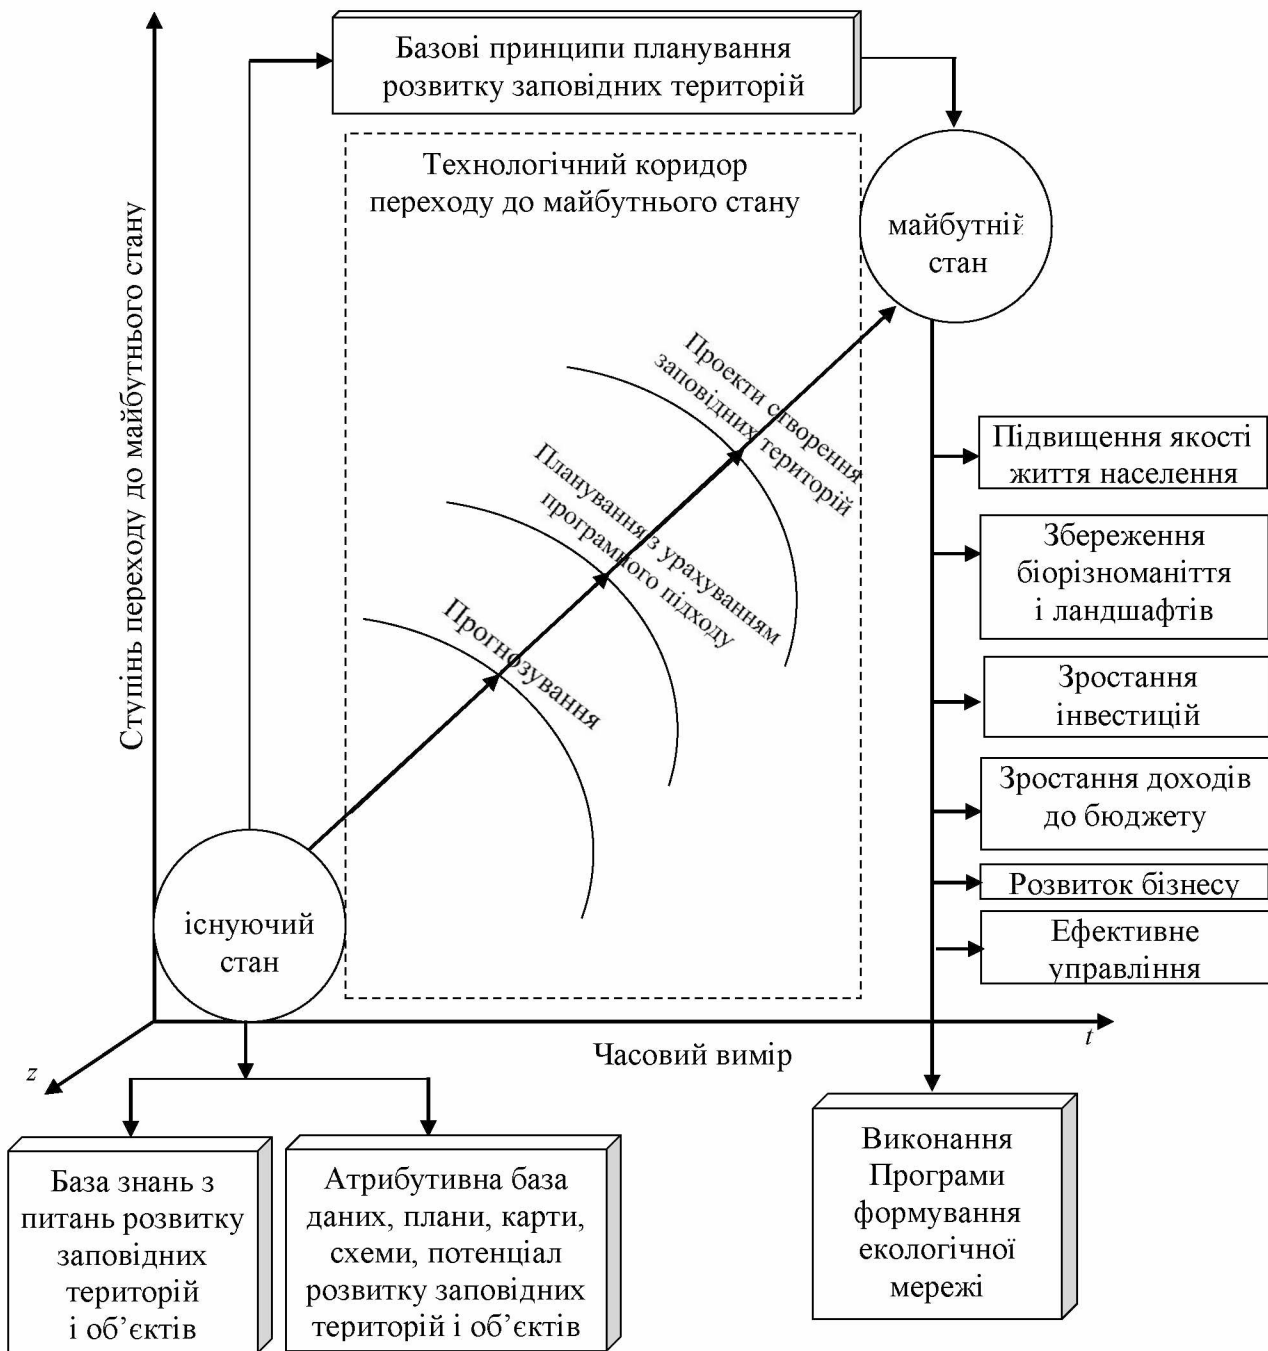 Базові принципи планування
розвитку заповідних територій
Технологічний коридор
переходу до майбутнього стану
майбутній
стан
Ступінь переходу до майбутнього стану
Проекти створення
заповідних територій
Планування з урахуванням
програмного підходу
Прогнозування
Підвищення якості
життя населення
Збереження
біорізноманіття
і ландшафтів
Зростання
інвестицій
Зростання доходів
до бюджету
Розвиток бізнесу
Ефективне
управління
існуючий
стан
Часовий вимір
t
z
База знань з
питань розвитку
заповідних
територій
і об’єктів
Атрибутивна база
даних, плани, карти,
схеми, потенціал
розвитку заповідних
територій і об’єктів
Виконання
Програми
формування
екологічної
мережі